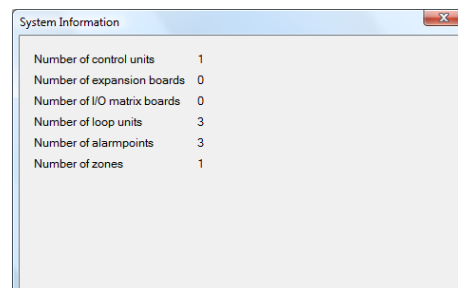 System Information
Number of control units 1
Number of expansion boards 0
Number of I/O matrix boards 0
Number of loop units 3
Number of alarmpoints 3
Number of zones 1